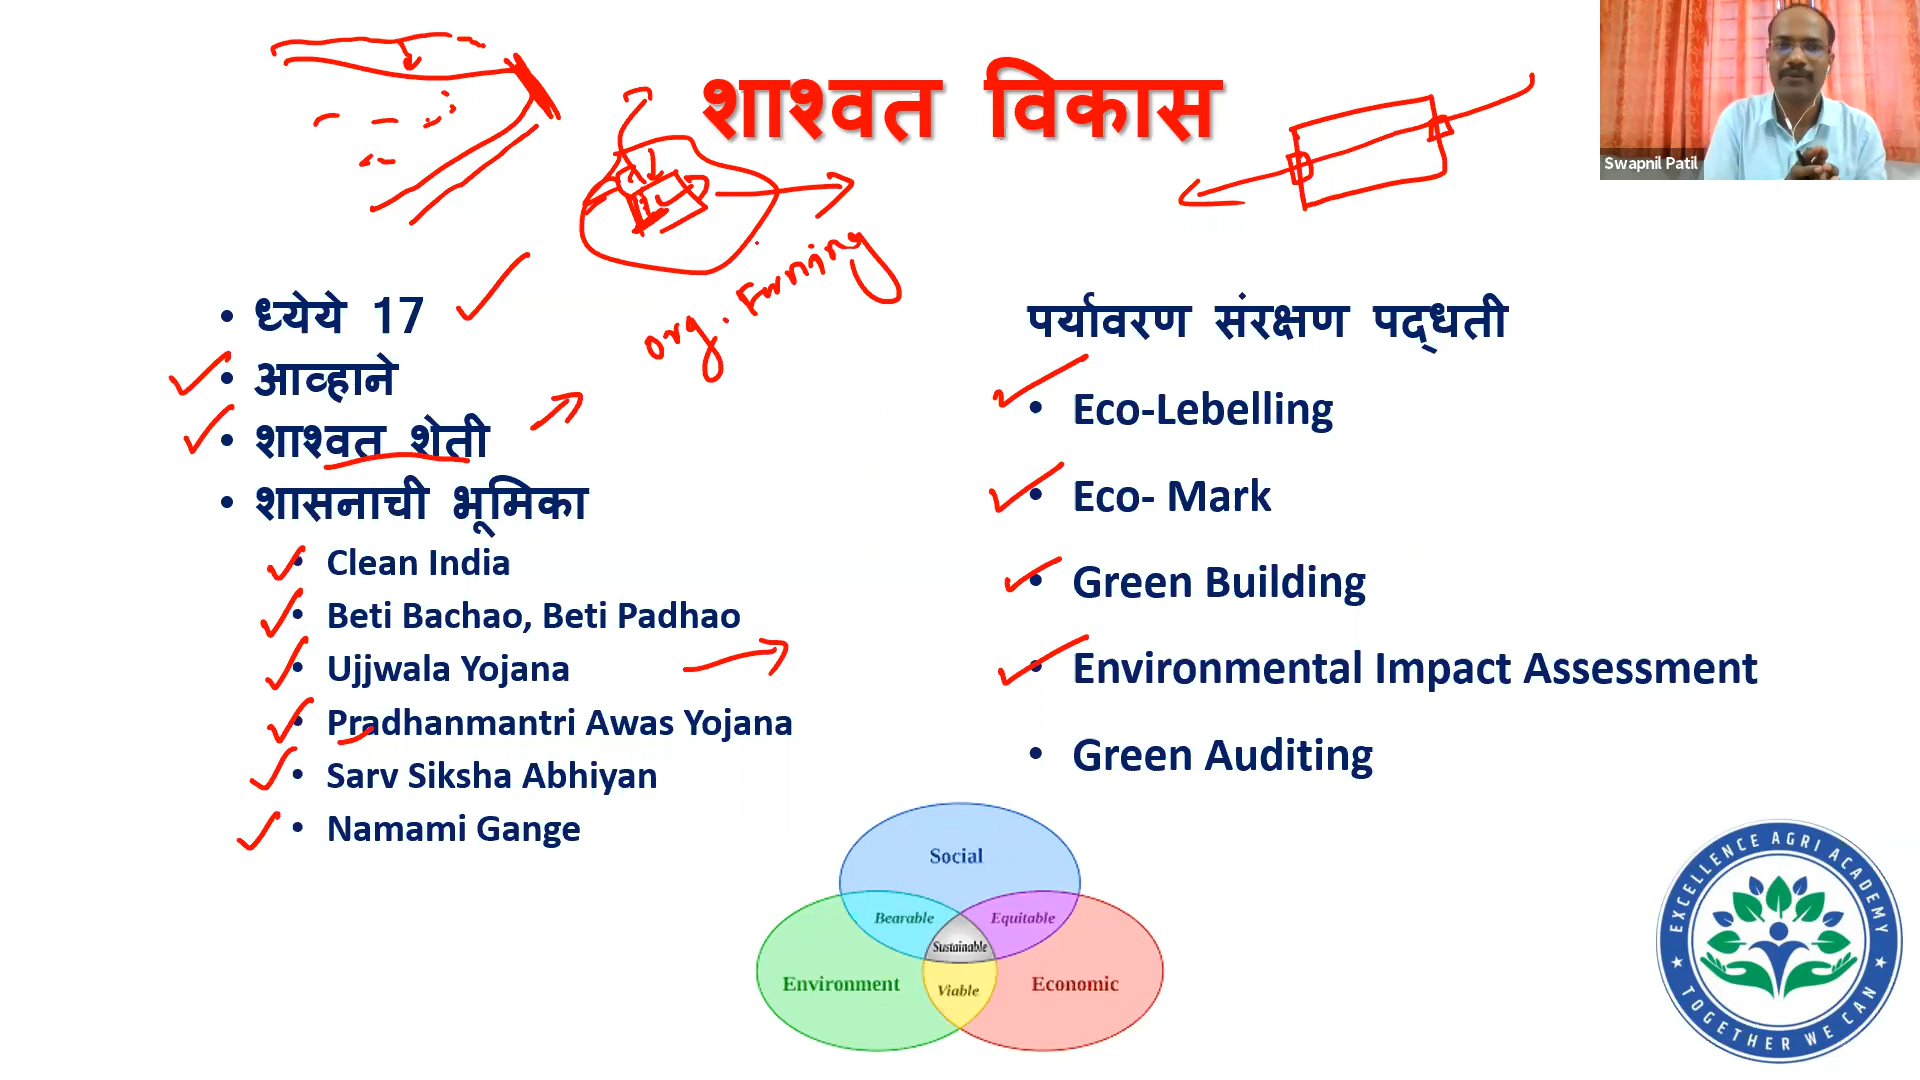 शाश्वत विकास
Swapnil Patil
org. Farming
• ध्येये 17
• आव्हाने
• शाश्वत शेती
• शासनाची भूमिका
• Clean India
• Beti Bachao, Beti Padhao
• Ujjwala Yojana
• Pradhanmantri Awas Yojana
• Sarv Siksha Abhiyan
• Namami Gange
पर्यावरण संरक्षण पद्धती
• Eco-Lebelling
• Eco- Mark
• Green Building
• Environmental Impact Assessment
• Green Auditing
Social
Bearable
Equitable
Sustainable
Environment
Viable
Economic
EXCELLENCE AGRI ACADEMY
TOGETHER WE CAN